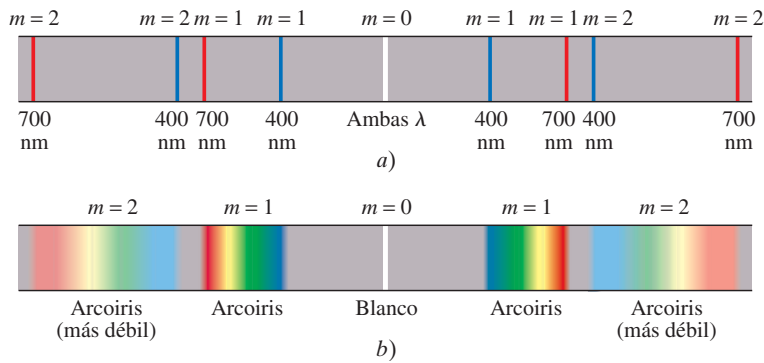 m = 2 m = 2 m = 1 m = 1 m = 0 m = 1 m = 1 m = 2 m = 2
700 400 700 400 Ambas λ 400 700 400 700
nm nm nm nm nm nm nm nm
a)
m = 2 m = 1 m = 0 m = 1 m = 2
Arcoiris Arcoiris Blanco Arcoiris Arcoiris
(más débil) (más débil)
b)